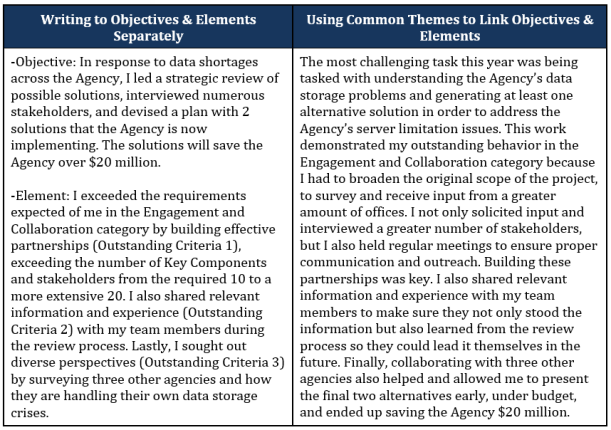 Writing to Objectives & Elements
Separately
-Objective: In response to data shortages
across the Agency, I led a strategic review of
possible solutions, interviewed numerous
stakeholders, and devised a plan with 2
solutions that the Agency is now
implementing. The solutions will save the
Agency over $20 million.
-Element: I exceeded the requirements
expected of me in the Engagement and
Collaboration category by building effective
partnerships (Outstanding Criteria 1),
exceeding the number of Key Components
and stakeholders from the required 10 to a
more extensive 20. I also shared relevant
information and experience (Outstanding
Criteria 2) with my team members during
the review process. Lastly, I sought out
diverse perspectives (Outstanding Criteria 3)
by surveying three other agencies and how
they are handling their own data storage
crises.
Using Common Themes to Link Objectives &
Elements
The most challenging task this year was being
tasked with understanding the Agency's data
storage problems and generating at least one
alternative solution in order to address the
Agency's server limitation issues. This work
demonstrated my outstanding behavior in the
Engagement and Collaboration category because
I had to broaden the original scope of the project,
to survey and receive input from a greater
amount of offices. I not only solicited input and
interviewed a greater number of stakeholders,
but I also held regular meetings to ensure proper
communication and outreach. Building these
partnerships was key. I also shared relevant
information and experience with my team
members to make sure they not only stood the
information but also learned from the review
process so they could lead it themselves in the
future. Finally, collaborating with three other
agencies also helped and allowed me to present
the final two alternatives early, under budget,
and ended up saving the Agency $20 million.